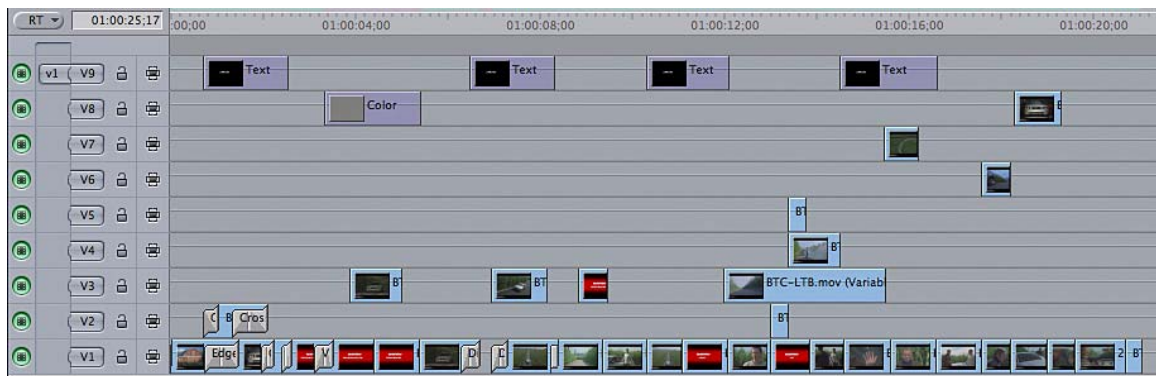 RT 01:00:25;17 :00;00 01:00:04;00 01:00:08;00 01:00:12;00 01:00:16;00 01:00:20;00
v1 V9 Text Text Text Text
V8 Color
V7
V6
V5 BT
V4 B
V3 B BT BTC-LTB.mov (Variab
V2 B Cros BT
V1 Edge V D 2 B